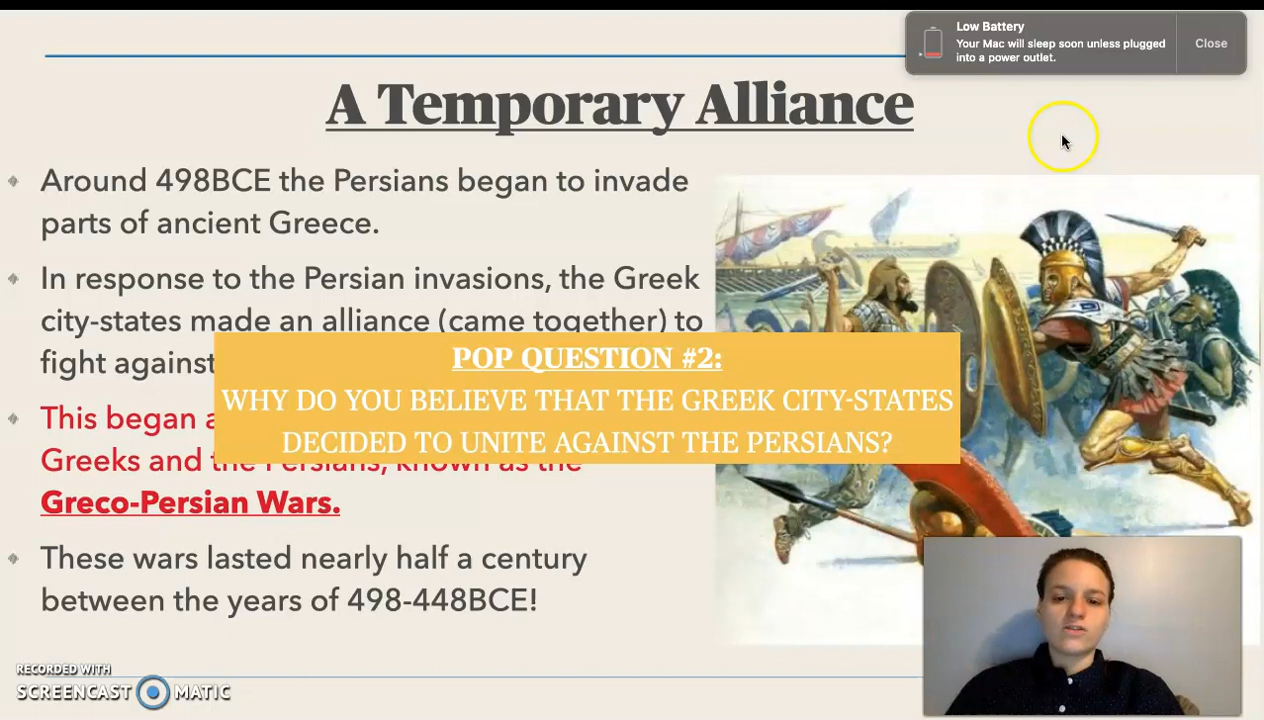 Low Battery
Your Mac will sleep soon unless plugged
into a power outlet.
Close
A Temporary Alliance
Around 498BCE the Persians began to invade
parts of ancient Greece.
In response to the Persian invasions, the Greek
city-states made an alliance (came together) to
fight against
POP QUESTION #2:
WHY DO YOU BELIEVE THAT THE GREEK CITY-STATES
DECIDED TO UNITE AGAINST THE PERSIANS?
This began a
Greeks and the Persians, known as the
Greco-Persian Wars.
These wars lasted nearly half a century
between the years of 498-448BCE!
RECORDED WITH
SCREENCAST MATIC